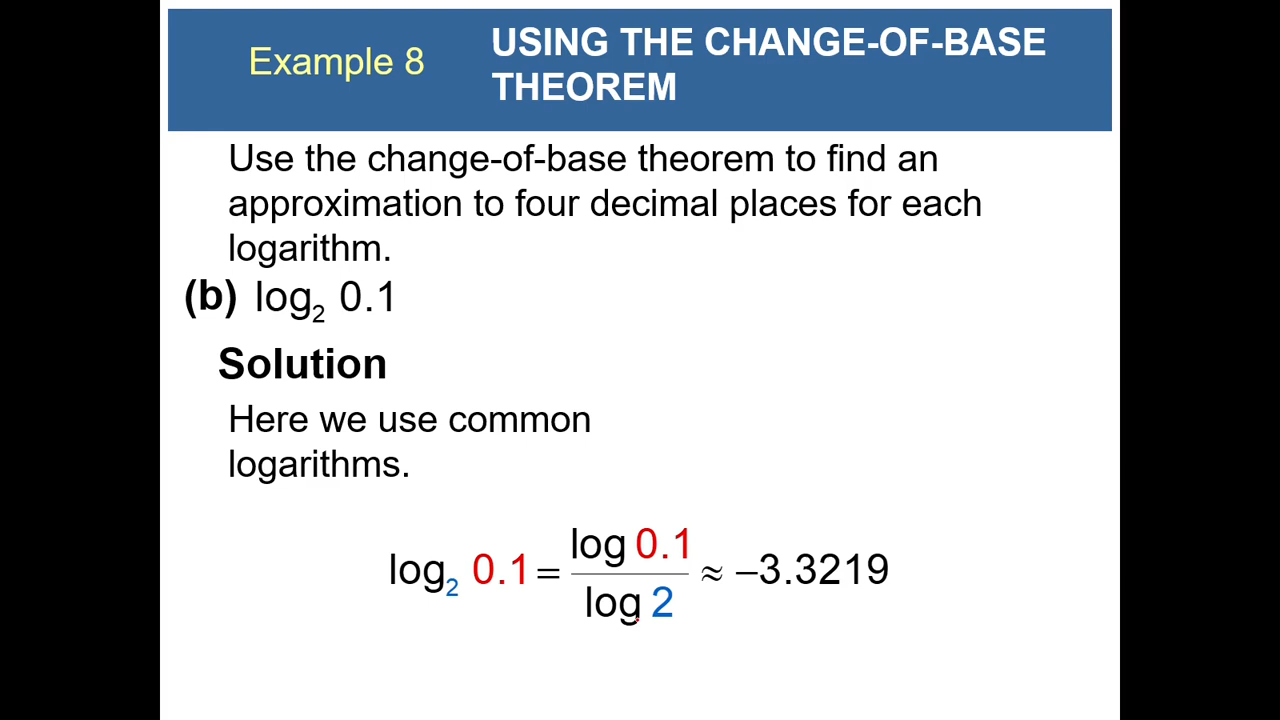 Example 8
USING THE CHANGE-OF-BASE
THEOREM
Use the change-of-base theorem to find an
approximation to four decimal places for each
logarithm.
(b) log₂ 0.1
Solution
Here we use common
logarithms.
log₂ 0.1 = log 0.1 / log 2 ≈ –3.3219